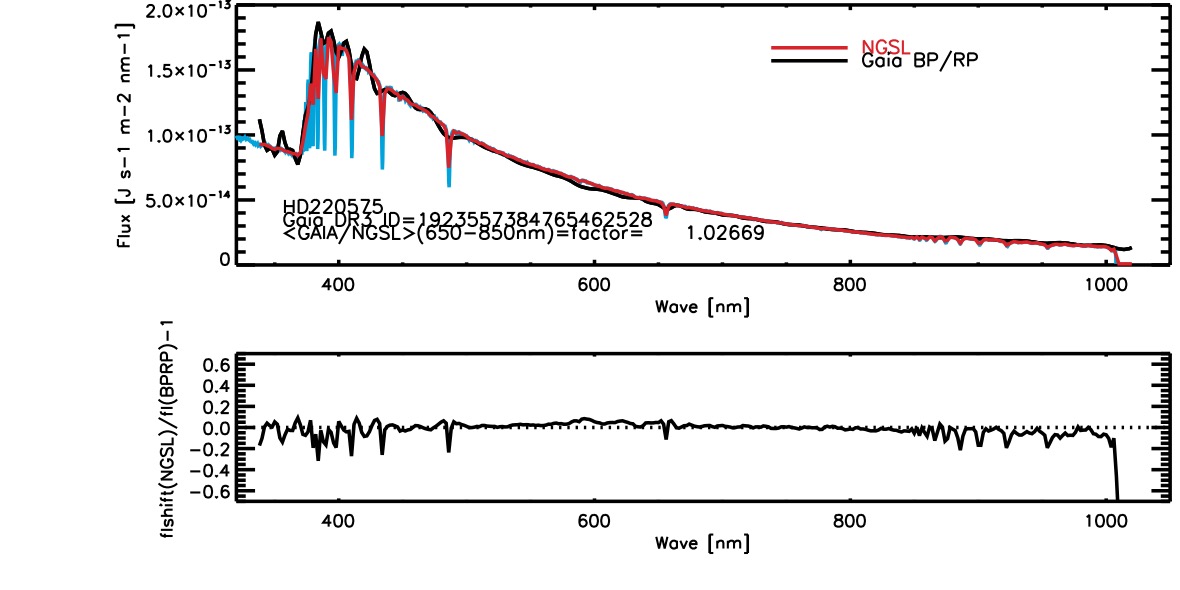 2.0×10−13
1.5×10−13
1.0×10−13
5.0×10−14
0
Flux [J s−1 m−2 nm−1]
NGSL
Gaia BP/RP
HD220575
Gaia DR3 ID=1923557384765462528
<GAIA/NGSL>(650−850nm)=factor= 1.02669
400 600 800 1000
Wave [nm]
flshift(NGSL)/fl(BPRP)−1
0.6
0.4
0.2
0.0
−0.2
−0.4
−0.6
400 600 800 1000
Wave [nm]